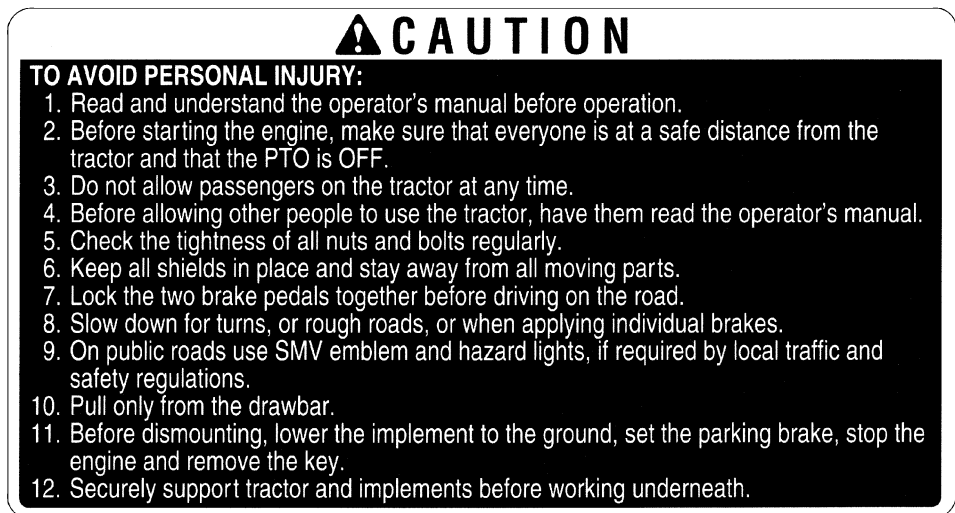 CAUTION
TO AVOID PERSONAL INJURY:
1. Read and understand the operator's manual before operation.
2. Before starting the engine, make sure that everyone is at a safe distance from the
tractor and that the PTO is OFF.
3. Do not allow passengers on the tractor at any time.
4. Before allowing other people to use the tractor, have them read the operator's manual.
5. Check the tightness of all nuts and bolts regularly.
6. Keep all shields in place and stay away from all moving parts.
7. Lock the two brake pedals together before driving on the road.
8. Slow down for turns, or rough roads, or when applying individual brakes.
9. On public roads use SMV emblem and hazard lights, if required by local traffic and
safety regulations.
10. Pull only from the drawbar.
11. Before dismounting, lower the implement to the ground, set the parking brake, stop the
engine and remove the key.
12. Securely support tractor and implements before working underneath.